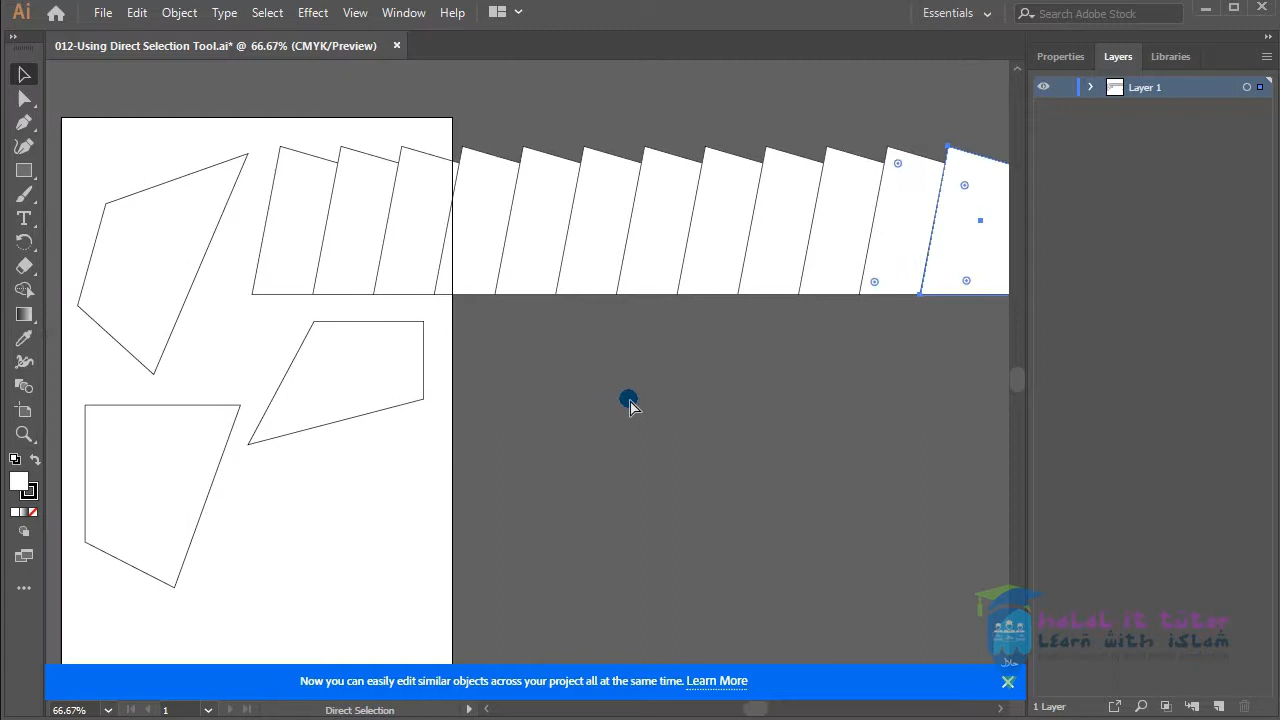 Ai File Edit Object Type Select Effect View Window Help Essentials Search Adobe Stock
012-Using Direct Selection Tool.ai* @ 66.67% (CMYK/Preview) ×
Properties Layers Libraries
Layer 1
halal it tutor
Learn with islam
حلال
Now you can easily edit similar objects across your project all at the same time. Learn More
66.67% 1 Direct Selection 1 Layer